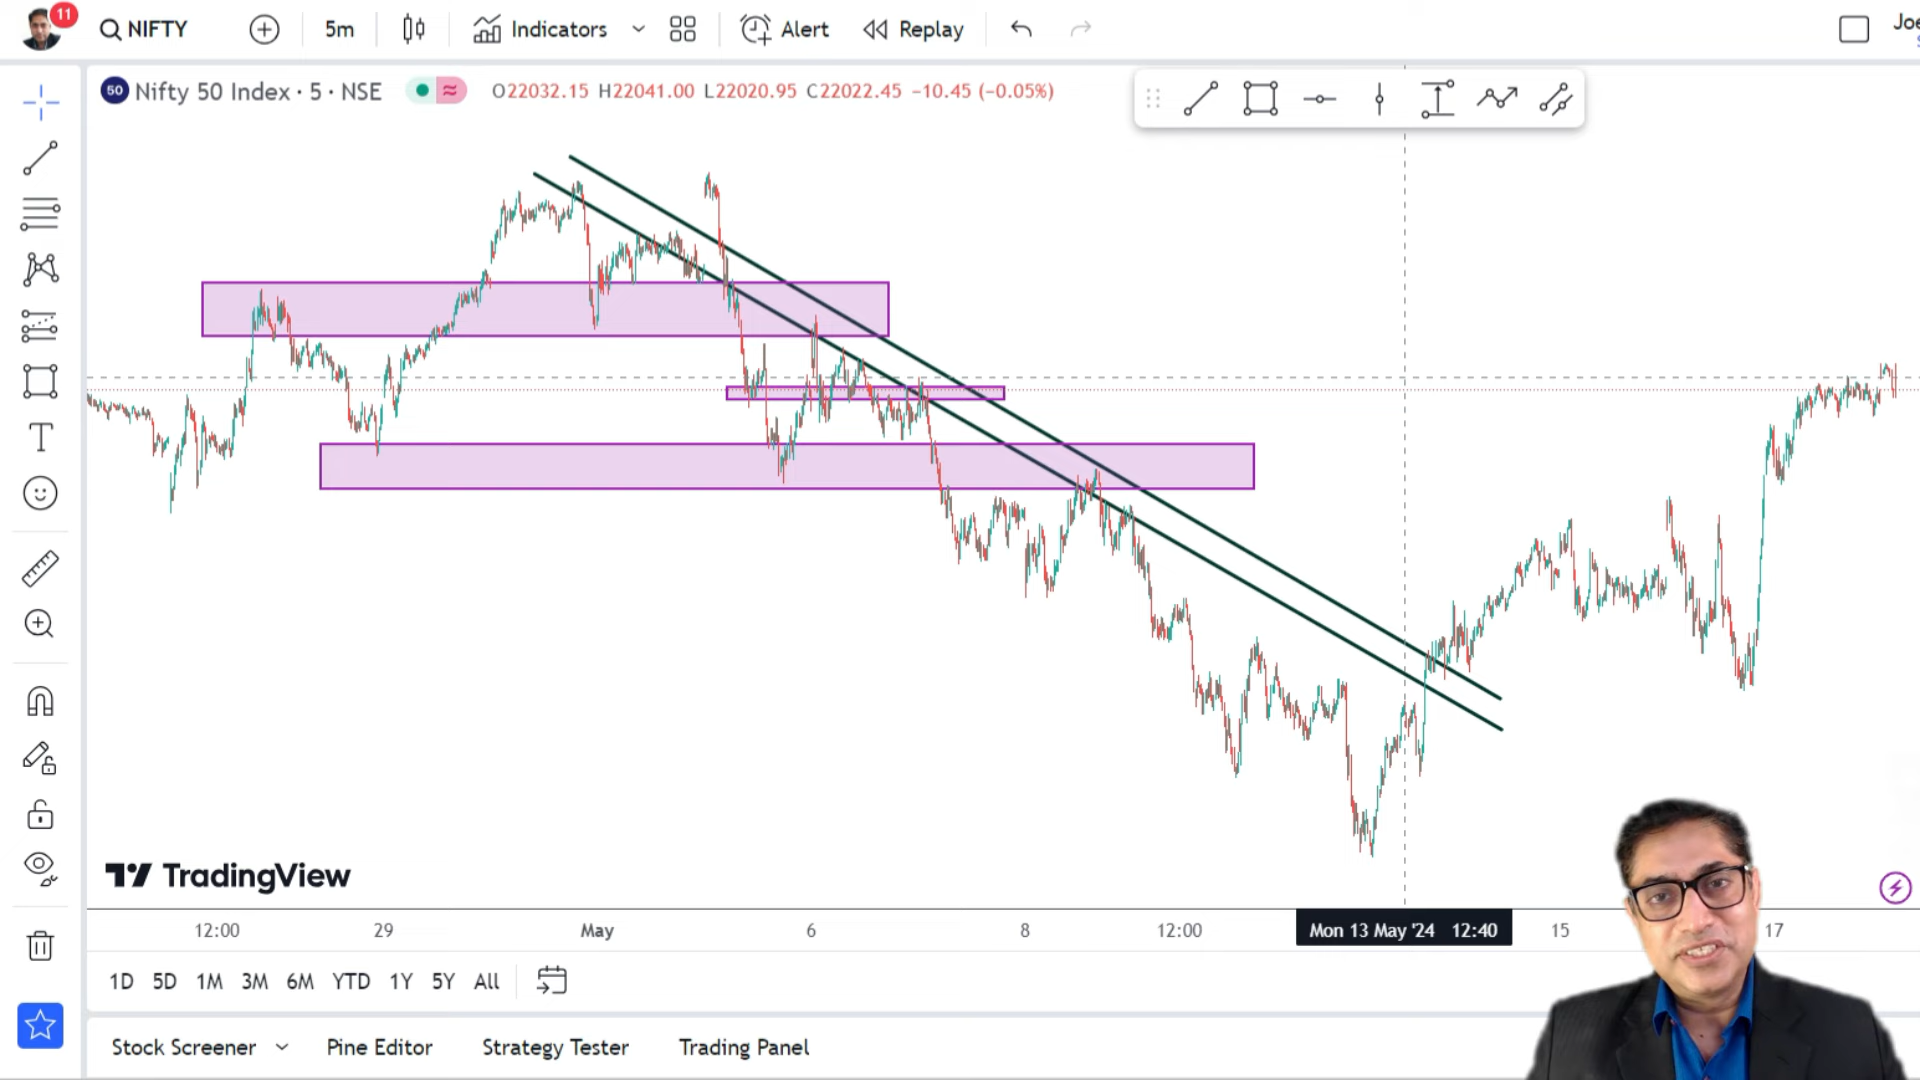 11
NIFTY
5m
Indicators
Alert
Replay
50
Nifty 50 Index · 5 · NSE
O22032.15 H22041.00 L22020.95 C22022.45 −10.45 (−0.05%)
TradingView
12:00 29 May 6 8 12:00 Mon 13 May '24 12:40 15 17
1D 5D 1M 3M 6M YTD 1Y 5Y All
Stock Screener Pine Editor Strategy Tester Trading Panel